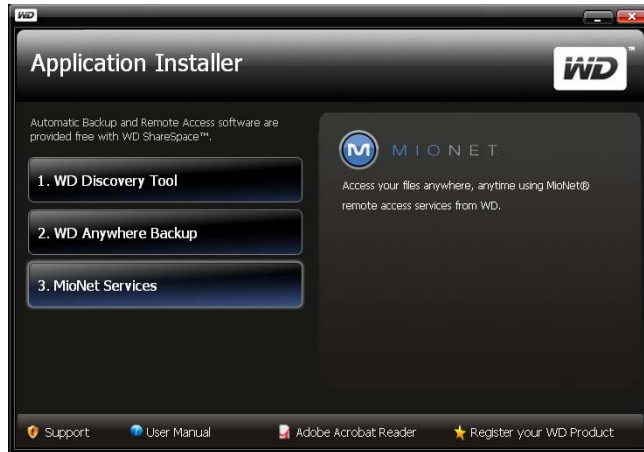 WD
Application Installer
WD™
Automatic Backup and Remote Access software are
provided free with WD ShareSpace™.
1. WD Discovery Tool
2. WD Anywhere Backup
3. MioNet Services
M MIONET
Access your files anywhere, anytime using MioNet®
remote access services from WD.
Support
User Manual
Adobe Acrobat Reader
Register your WD Product